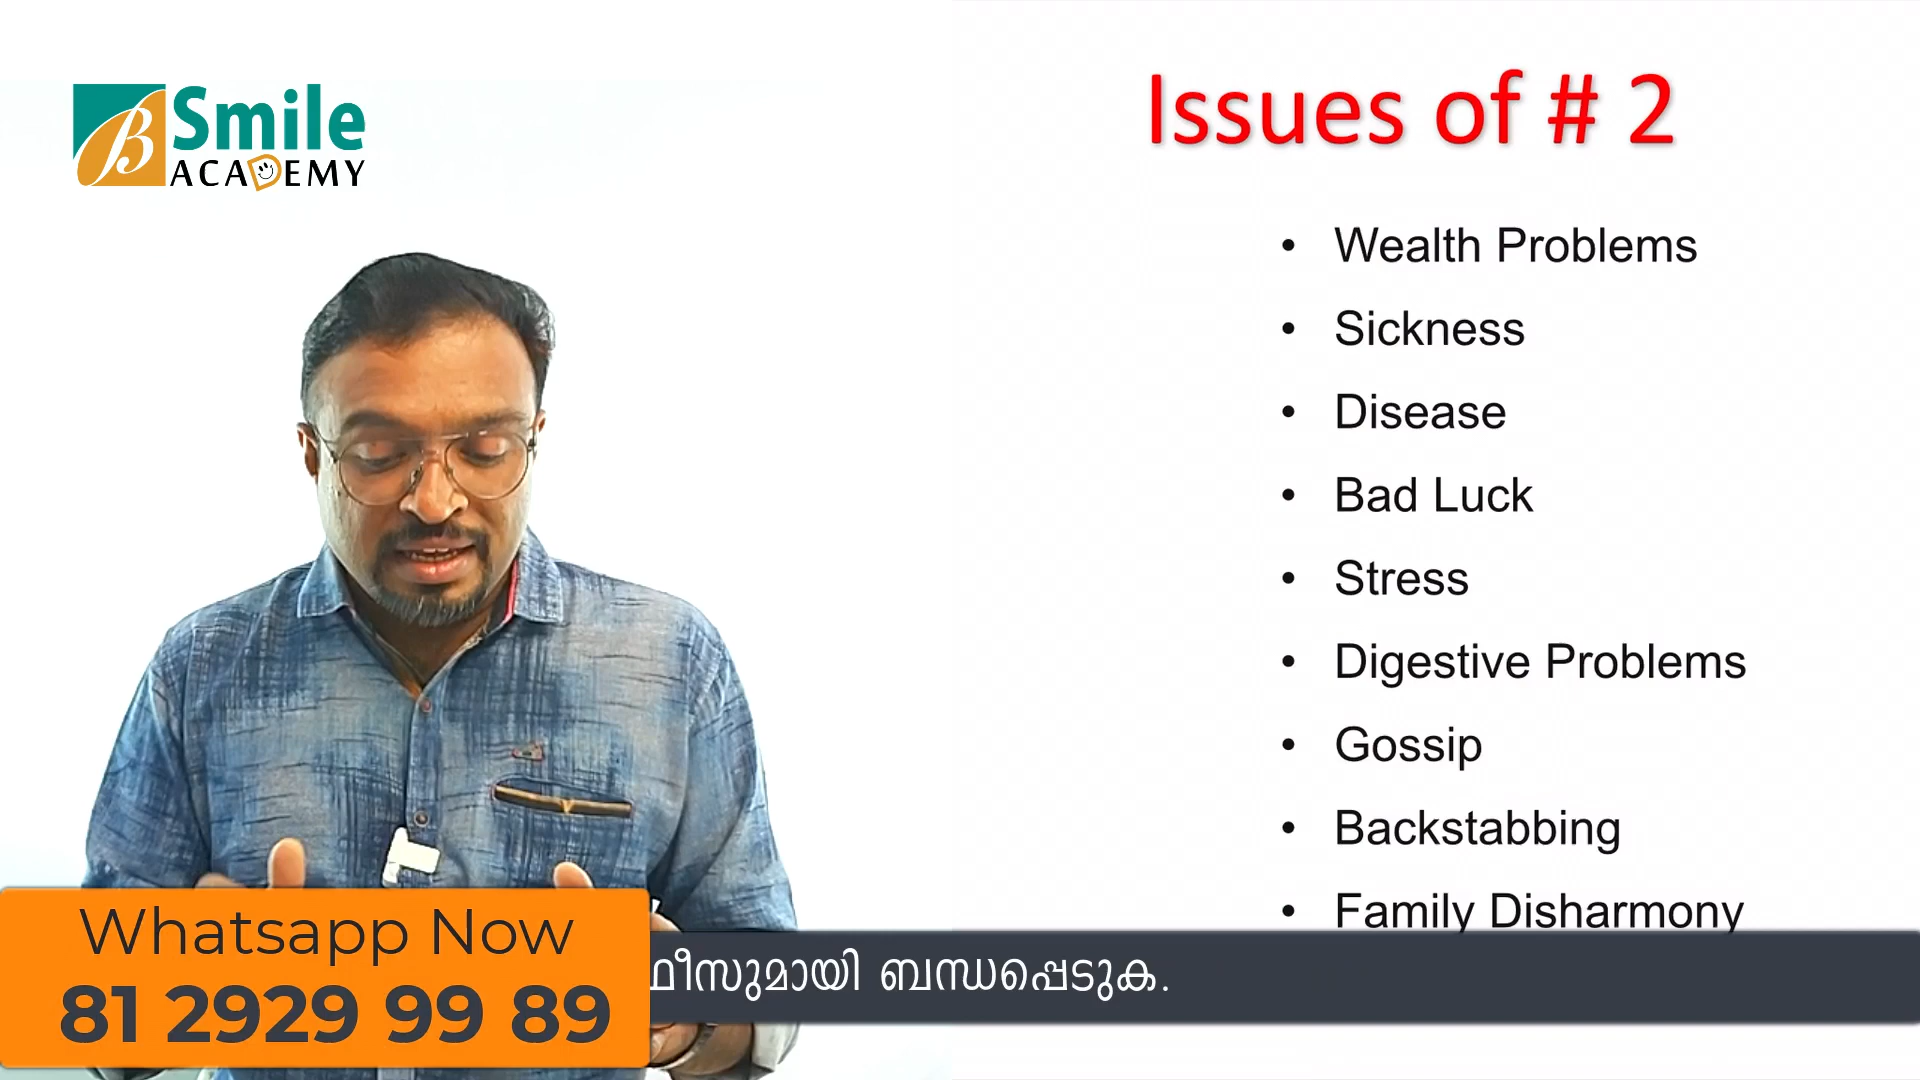 B Smile
ACADEMY
Issues of # 2
• Wealth Problems
• Sickness
• Disease
• Bad Luck
• Stress
• Digestive Problems
• Gossip
• Backstabbing
• Family Disharmony
Whatsapp Now
81 2929 99 89
ബന്ധപ്പെടുക.